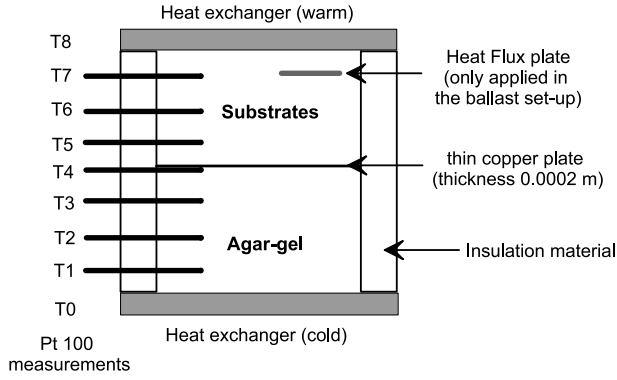 Heat exchanger (warm)
T8
T7
T6
T5
T4
T3
T2
T1
T0
Substrates
Agar-gel
Heat Flux plate
(only applied in
the ballast set-up)
thin copper plate
(thickness 0.0002 m)
Insulation material
Heat exchanger (cold)
Pt 100
measurements